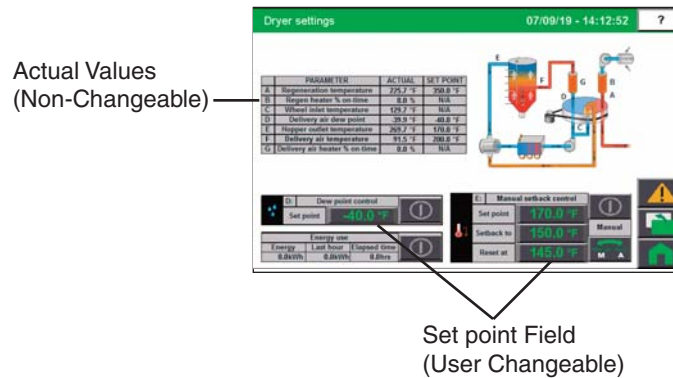 Dryer settings 07/09/19 - 14:12:52 ?
Actual Values
(Non-Changeable)
PARAMETER ACTUAL SET POINT
A Regeneration temperature 225.7 °F 350.0 °F
B Regen heater % on-time 0.0 % N/A
C Wheel inlet temperature 129.7 °F N/A
D Delivery air dew point -39.9 °F -40.0 °F
E Hopper outlet temperature 269.7 °F 170.0 °F
F Delivery air temperature 91.5 °F 200.0 °F
G Delivery air heater % on-time 0.0 % N/A
E F G B D A C
D: Dew point control
Set point -40.0 °F
Energy use
Energy Last hour Elapsed time
0.0kWh 0.0kWh 0.0hrs
E: Manual setback control
Set point 170.0 °F
Setback to 150.0 °F Manual
Reset at 145.0 °F M A
Set point Field
(User Changeable)